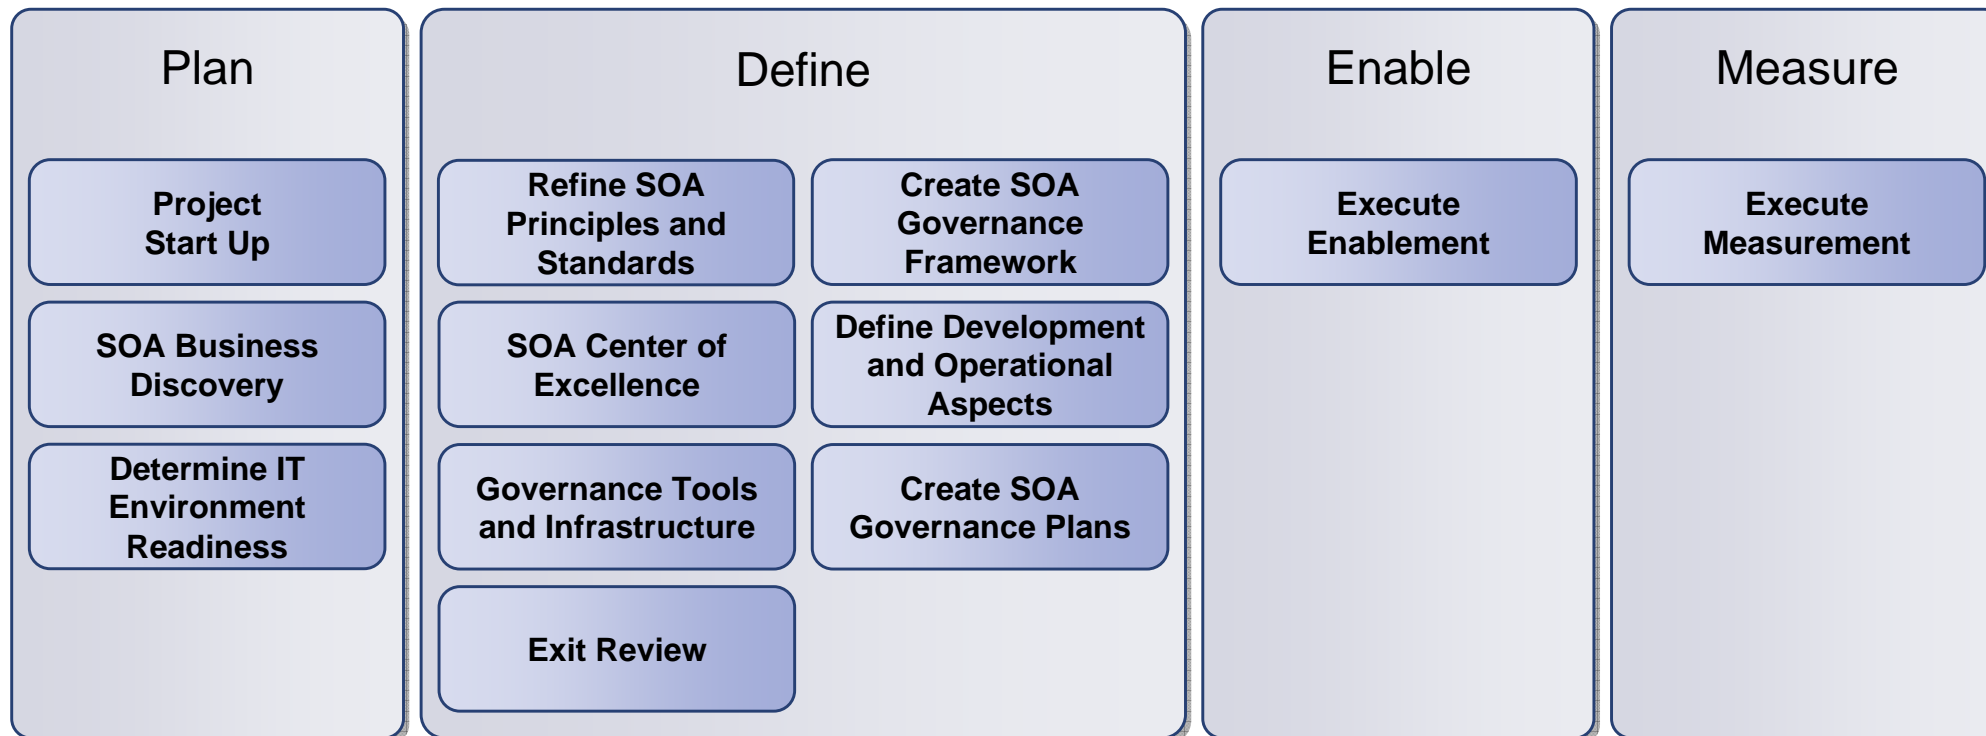 Plan
Project
Start Up
SOA Business
Discovery
Determine IT
Environment
Readiness
Define
Refine SOA
Principles and
Standards
Create SOA
Governance
Framework
SOA Center of
Excellence
Define Development
and Operational
Aspects
Governance Tools
and Infrastructure
Create SOA
Governance Plans
Exit Review
Enable
Execute
Enablement
Measure
Execute
Measurement